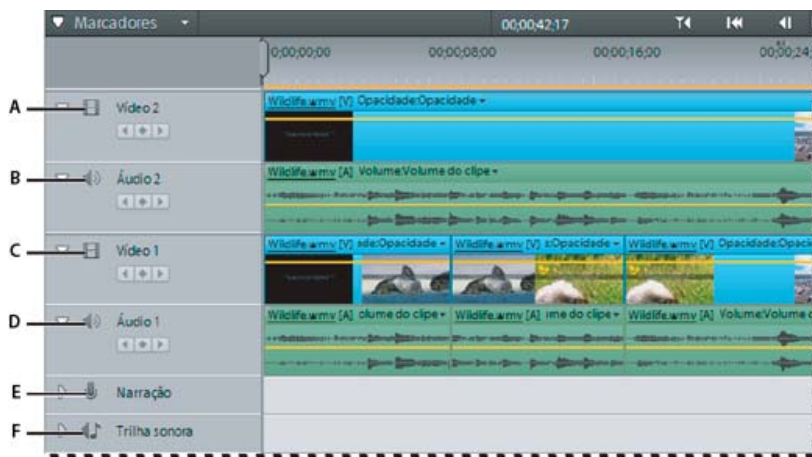 Marcadores 00;00;42;17
0;00;00;00 00;00;08;00 00;00;16;00 00;00;24;
A Vídeo 2 Wildlife.wmv [V] Opacidade:Opacidade
B Áudio 2 Wildlife.wmv [A] Volume:Volume do clipe
C Vídeo 1 Wildlife.wmv [V] ade:Opacidade Wildlife.wmv [V] s:Opacidade Wildlife.wmv [V] Opacidade:Opaci
D Áudio 1 Wildlife.wmv [A] olume do clipe Wildlife.wmv [A] ime do clipe Wildlife.wmv [A] Volume:Volume
E Narração
F Trilha sonora